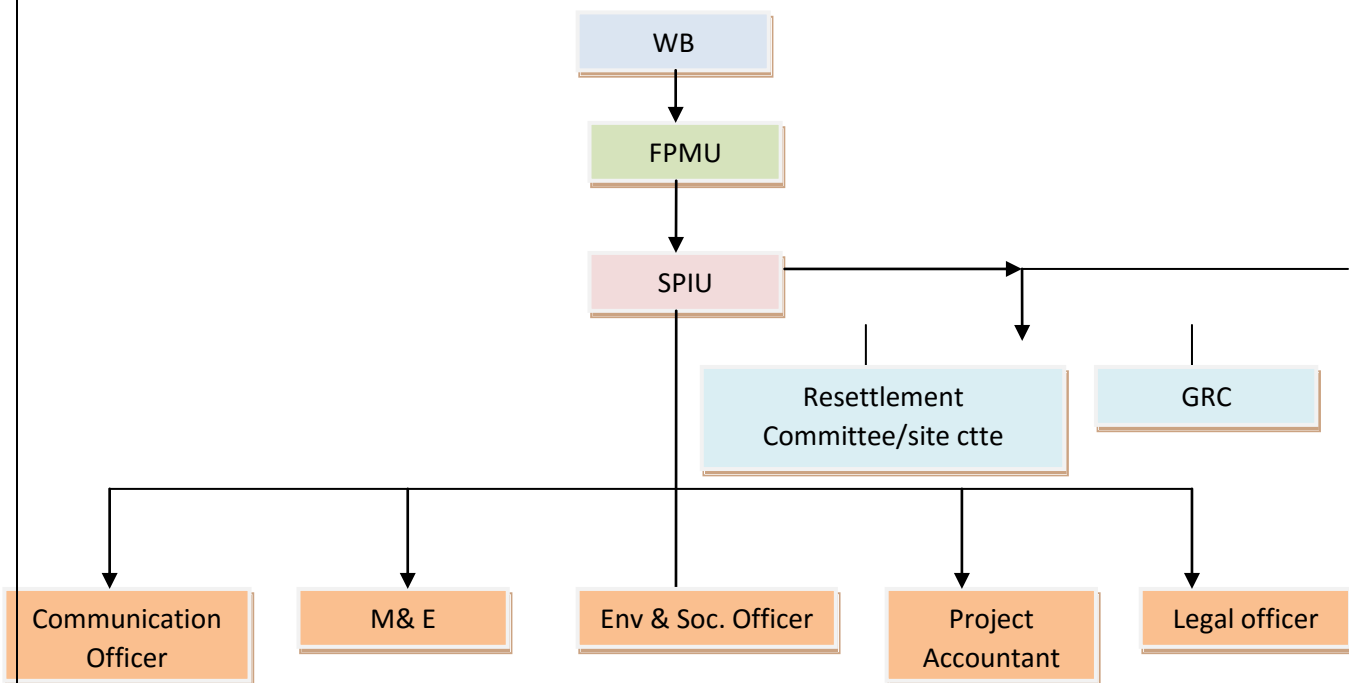 WB
FPMU
SPIU
Resettlement
Committee/site ctte
GRC
Communication
Officer
M& E
Env & Soc. Officer
Project
Accountant
Legal officer